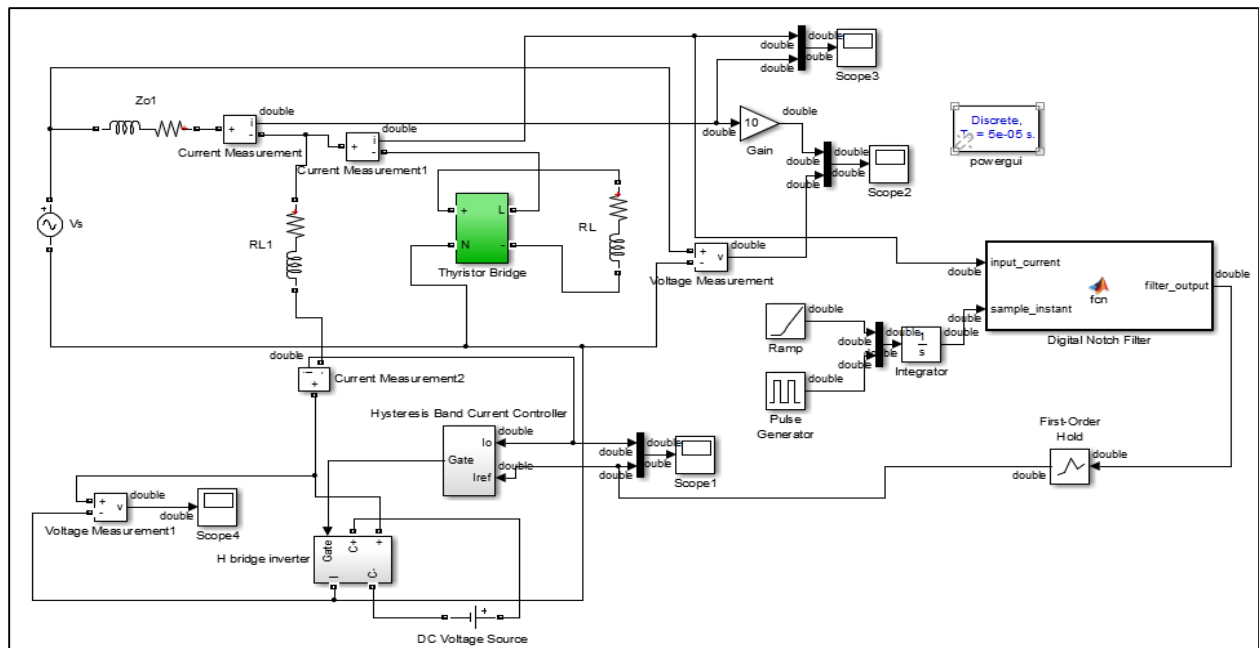 Zo1
double
Current Measurement
double
Current Measurement1
double
double
double
double
Scope3
double
10
Gain
double
double
double
double
double
Scope2
Discrete,
= 5e-05 s.
powergui
Vs
RL1
+
L
N
-
Thyristor Bridge
RL
+
-
v
double
Voltage Measurement
double
input_current
double
sample_instant
fcn
filter_output
double
Digital Notch Filter
Ramp
double
double
double
double
1
s
Integrator
double
double
Pulse
Generator
double
double
Current Measurement2
Hysteresis Band Current Controller
Gate
Io
Iref
double
double
double
double
double
double
Scope1
First-Order
Hold
double
double
+
-
v
double
double
Voltage Measurement1
Scope4
H bridge inverter
Gate
C+
+
C-
DC Voltage Source